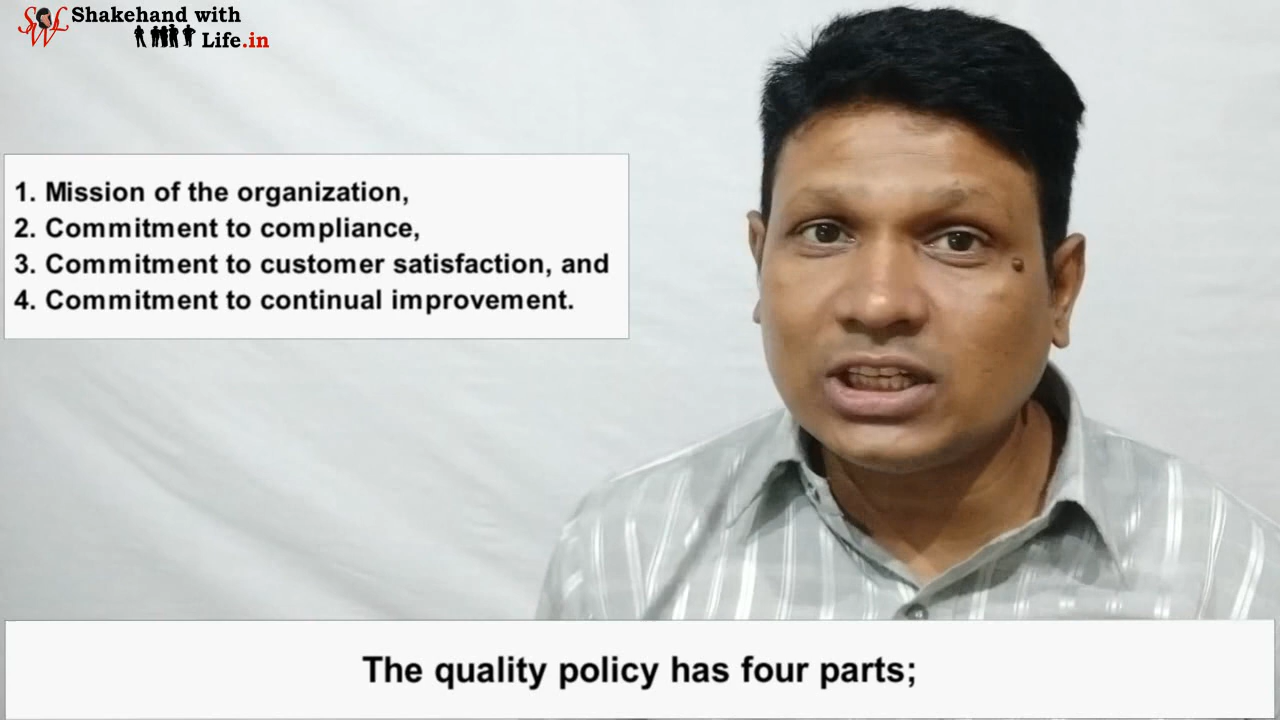 SWL Shakehand with
Life.in
1. Mission of the organization,
2. Commitment to compliance,
3. Commitment to customer satisfaction, and
4. Commitment to continual improvement.
The quality policy has four parts;